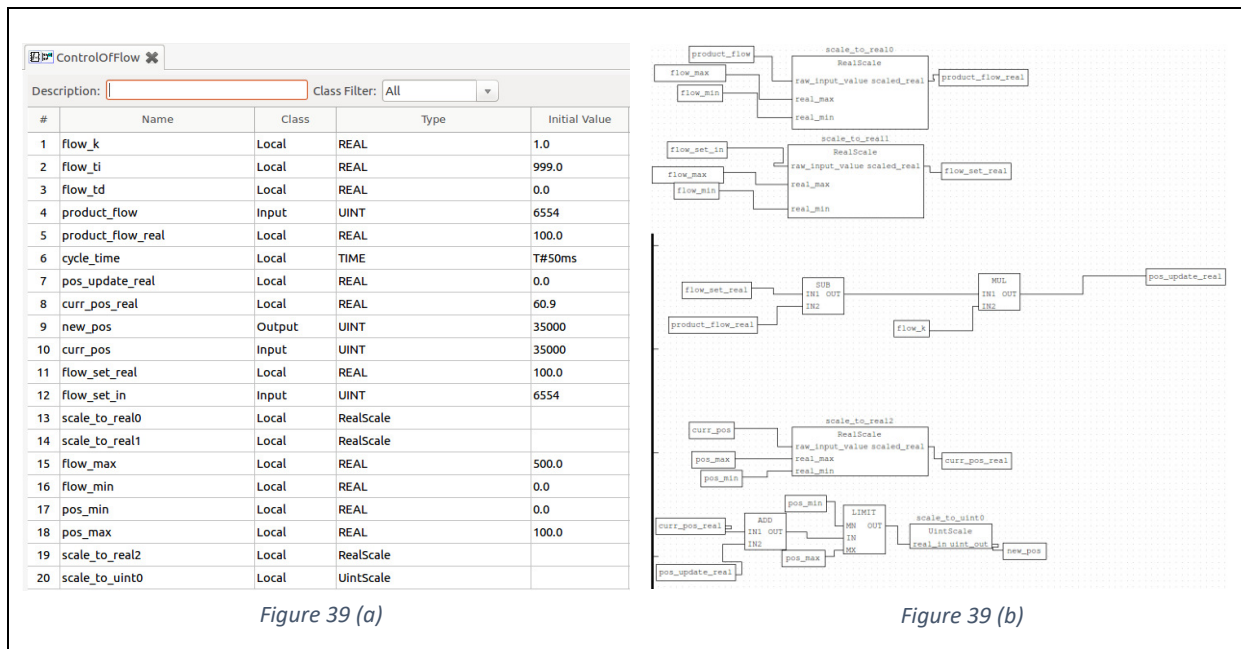 ControlOfFlow
Description: Class Filter: All
# Name Class Type Initial Value
1 flow_k Local REAL 1.0
2 flow_ti Local REAL 999.0
3 flow_td Local REAL 0.0
4 product_flow Input UINT 6554
5 product_flow_real Local REAL 100.0
6 cycle_time Local TIME T#50ms
7 pos_update_real Local REAL 0.0
8 curr_pos_real Local REAL 60.9
9 new_pos Output UINT 35000
10 curr_pos Input UINT 35000
11 flow_set_real Local REAL 100.0
12 flow_set_in Input UINT 6554
13 scale_to_real0 Local RealScale
14 scale_to_real1 Local RealScale
15 flow_max Local REAL 500.0
16 flow_min Local REAL 0.0
17 pos_min Local REAL 0.0
18 pos_max Local REAL 100.0
19 scale_to_real2 Local RealScale
20 scale_to_uint0 Local UintScale
Figure 39 (a)
scale_to_real0
product_flow
RealScale
flow_max
raw_input_value scaled_real
product_flow_real
flow_min
real_max
real_min
scale_to_real1
flow_set_in
RealScale
raw_input_value scaled_real
flow_set_real
flow_max
real_max
flow_min
real_min
SUB
MUL
pos_update_real
flow_set_real
IN1 OUT
IN1 OUT
IN2
IN2
product_flow_real
flow_k
scale_to_real2
curr_pos
RealScale
raw_input_value scaled_real
pos_max
real_max
curr_pos_real
pos_min
real_min
pos_min
LIMIT
ADD
scale_to_uint0
curr_pos_real
MN OUT
UintScale
IN1 OUT
IN
real_in uint_out
IN2
MX
new_pos
pos_max
pos_update_real
Figure 39 (b)